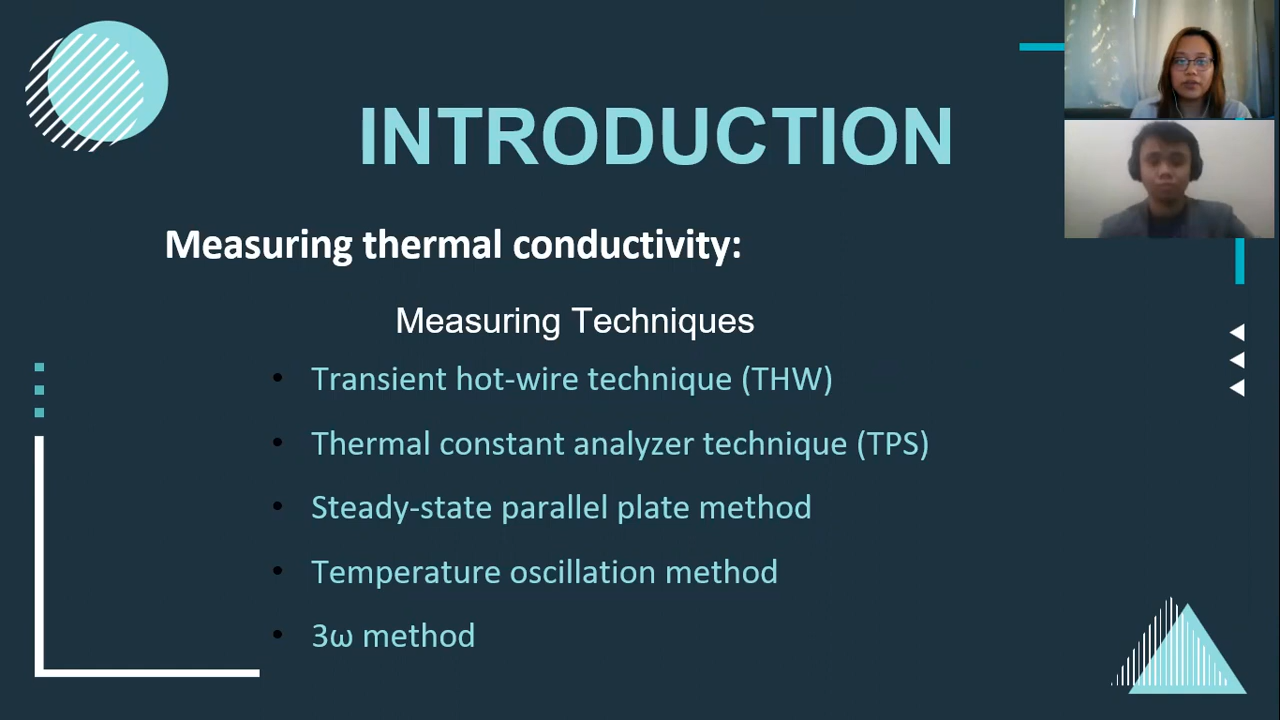 INTRODUCTION
Measuring thermal conductivity:
Measuring Techniques
• Transient hot-wire technique (THW)
• Thermal constant analyzer technique (TPS)
• Steady-state parallel plate method
• Temperature oscillation method
• 3ω method